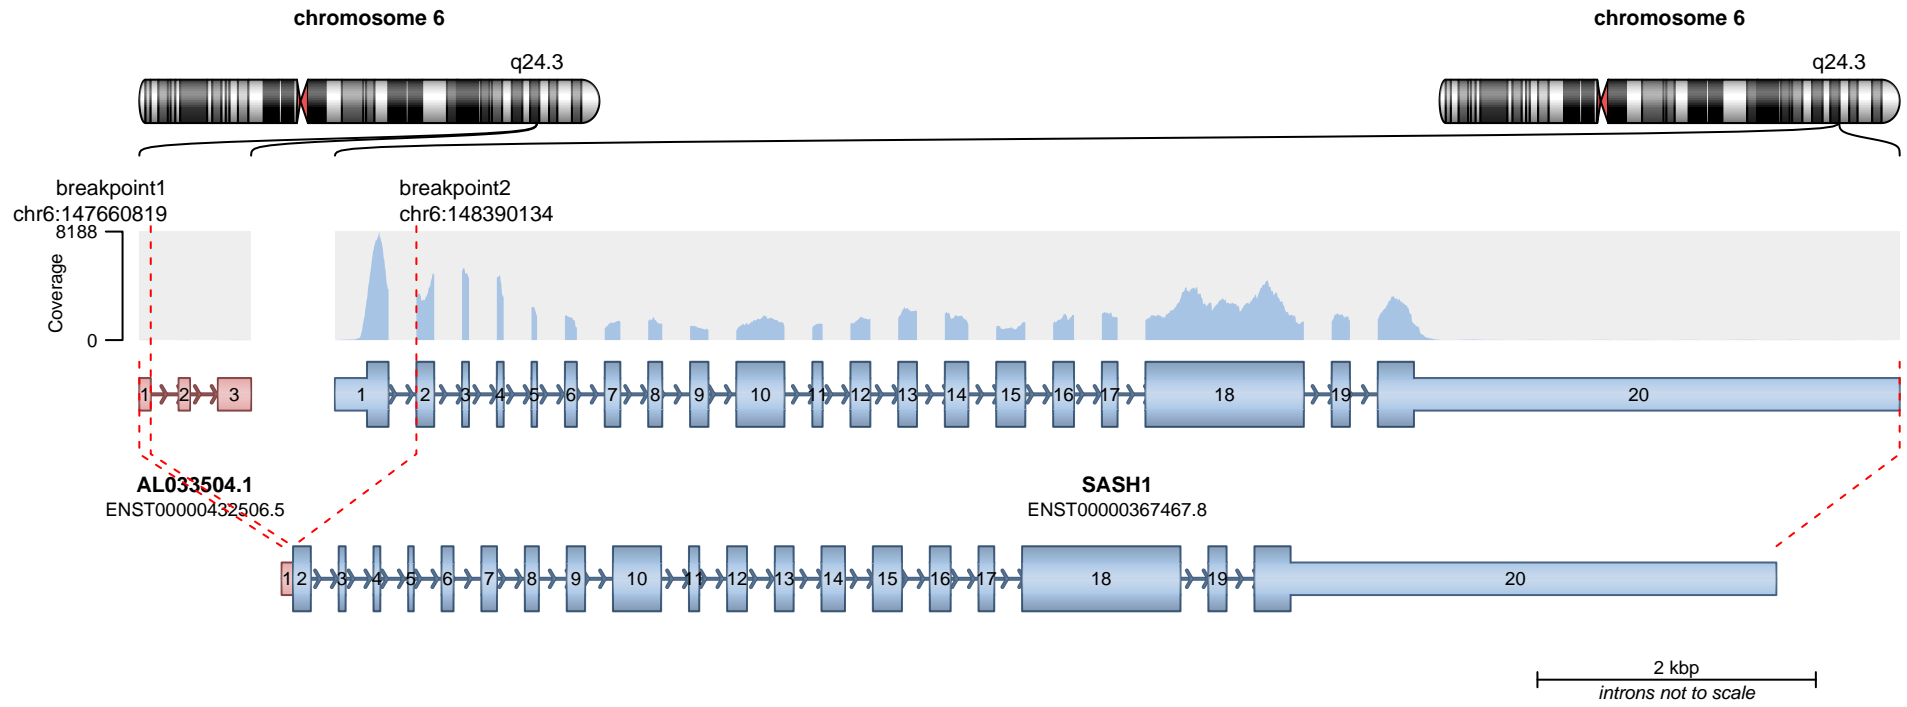 chromosome 6 chromosome 6
q24.3 q24.3
breakpoint1 breakpoint2
chr6:147660819 chr6:148390134
8188
Coverage
0
1 2 3 1 2 3 4 5 6 7 8 9 10 11 12 13 14 15 16 17 18 19 20
AL033504.1 SASH1
ENST00000432506.5 ENST00000367467.8
1 2 3 4 5 6 7 8 9 10 11 12 13 14 15 16 17 18 19 20
2 kbp
introns not to scale